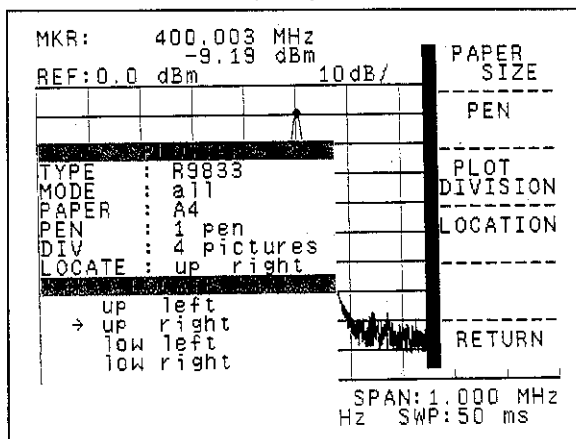 MKR: 400.003 MHz
-9.19 dBm
REF:0.0 dBm 10dB/
TYPE : R9833
MODE : all
PAPER : A4
PEN : 1 pen
DIV : 4 pictures
LOCATE : up right
up left
→ up right
low left
low right
PAPER
SIZE
PEN
PLOT
DIVISION
LOCATION
RETURN
SPAN:1.000 MHz
Hz SWP:50 ms